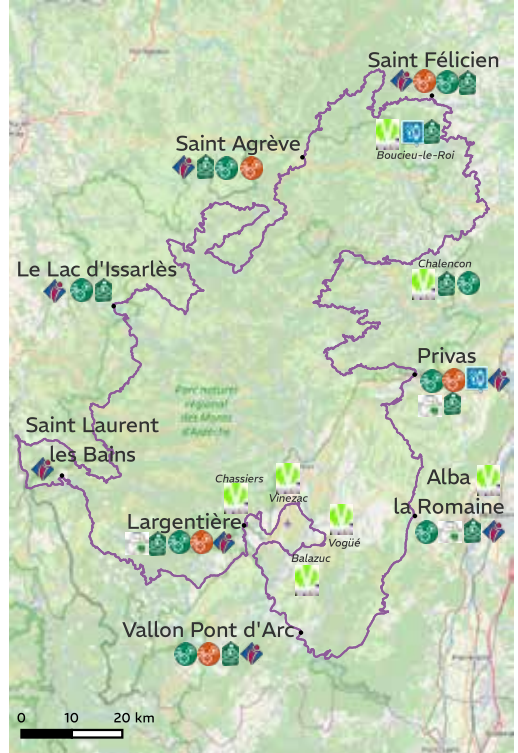 Saint Félicien
Boucieu-le-Roi
Saint Agrève
Chalencon
Le Lac d'Issarlès
Privas
Parc naturel
régional
des Monts
d'Ardèche
Saint Laurent
les Bains
Chassiers
Vinezac
Alba
la Romaine
Largentière
Vogüé
Balazuc
Vallon Pont d'Arc
0 10 20 km